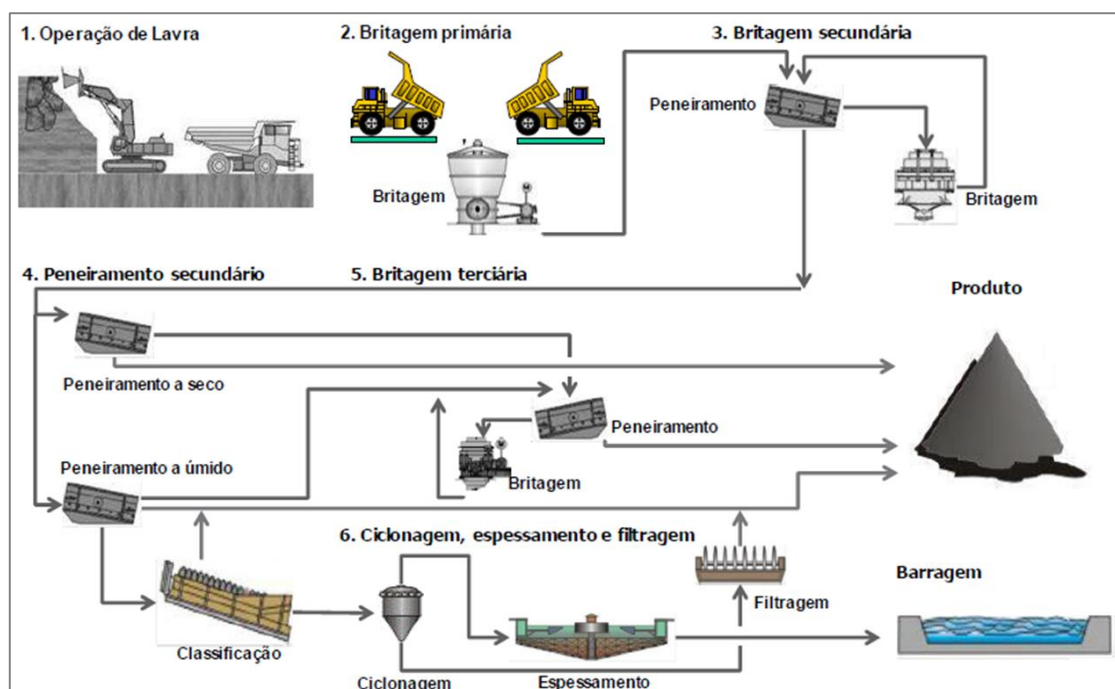 1. Operação de Lavra
2. Britagem primária
3. Britagem secundária
Peneiramento
Britagem
Britagem
4. Peneiramento secundário
5. Britagem terciária
Produto
Peneiramento a seco
Peneiramento
Peneiramento a úmido
Britagem
6. Ciclonagem, espessamento e filtragem
Barragem
Filtragem
Classificação
Ciclonagem
Espessamento